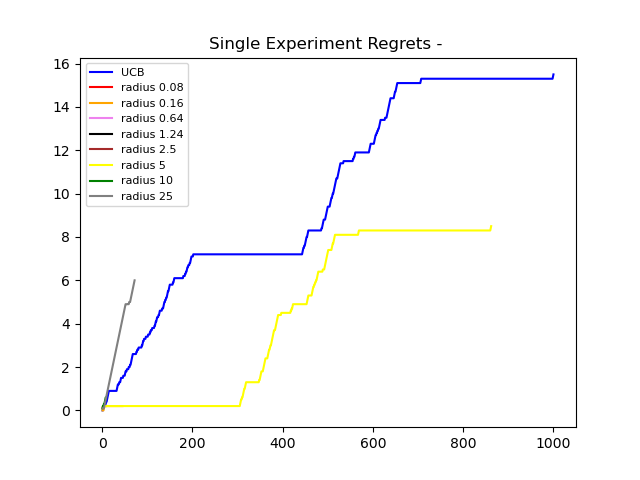 Single Experiment Regrets -
16
14
12
10
8
6
4
2
0
UCB
radius 0.08
radius 0.16
radius 0.64
radius 1.24
radius 2.5
radius 5
radius 10
radius 25
0 200 400 600 800 1000